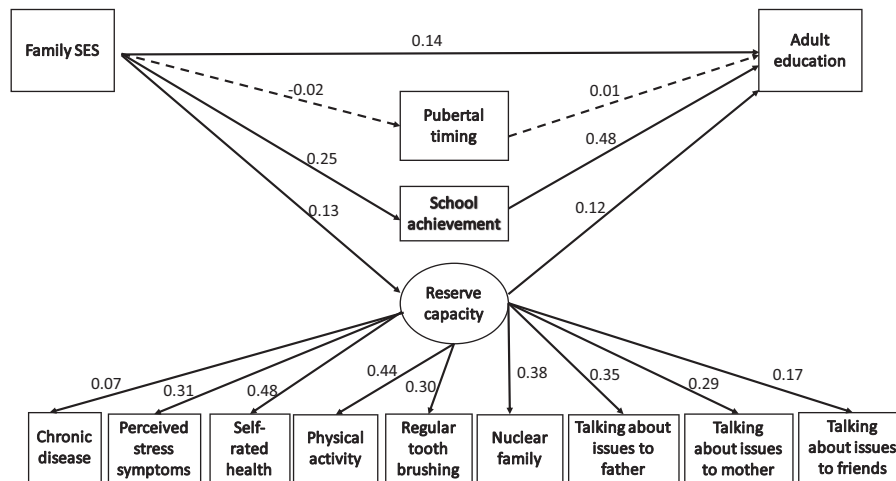 Family SES
0.14
Adult
education
-0.02
0.01
Pubertal
timing
0.25
0.48
School
achievement
0.13
0.12
Reserve
capacity
0.07
0.31
0.48
0.44
0.30
0.38
0.35
0.29
0.17
Chronic
disease
Perceived
stress
symptoms
Self-
rated
health
Physical
activity
Regular
tooth
brushing
Nuclear
family
Talking about
issues to
father
Talking
about issues
to mother
Talking
about issues
to friends